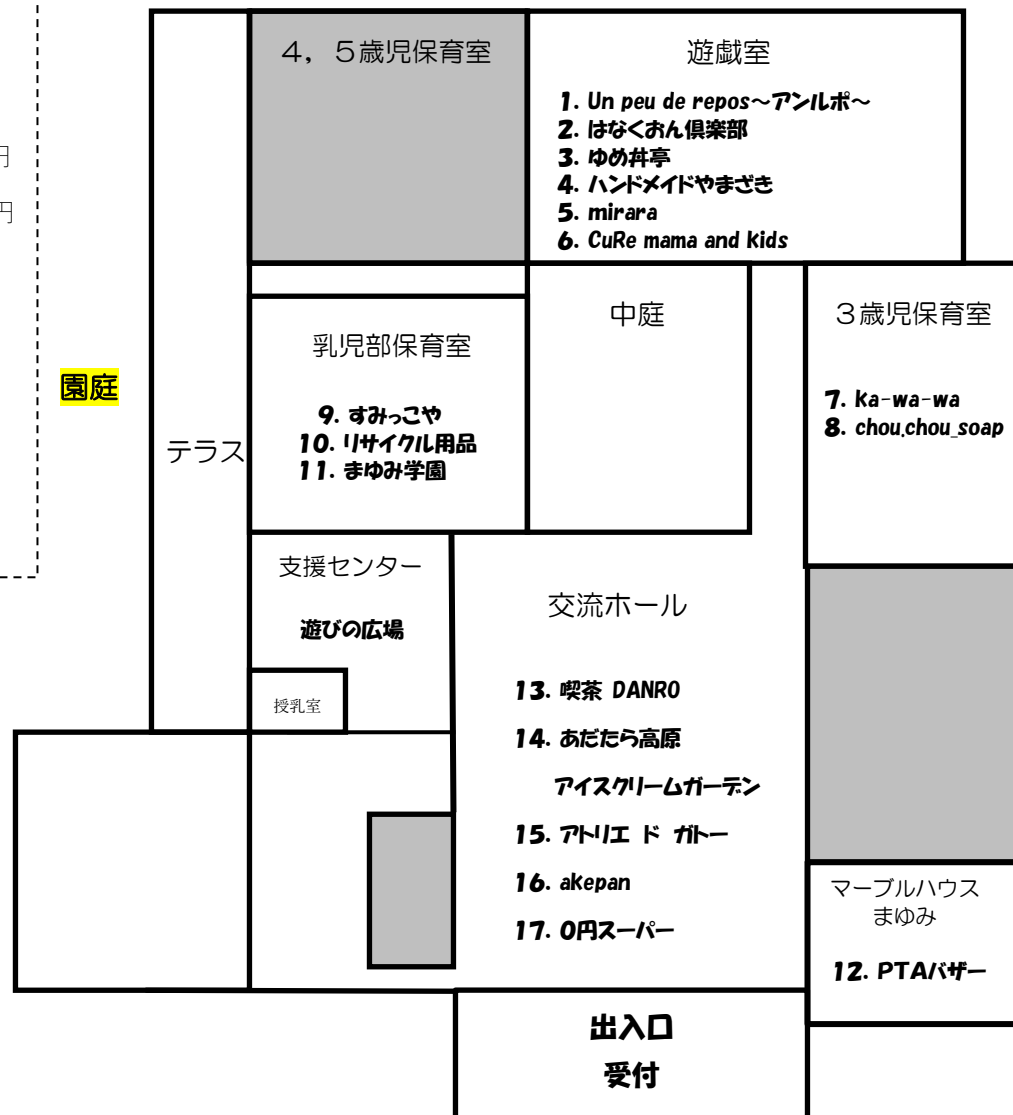 円
円
園庭
テラス
４，５歳児保育室
遊戯室
1. Un peu de repos～アンルポ～
2. はなくおん倶楽部
3. ゆめ丼亭
4. ハンドメイドやまざき
5. mirara
6. CuRe mama and kids
乳児部保育室
9. すみっこや
10. リサイクル用品
11. まゆみ学園
中庭
３歳児保育室
7. ka-wa-wa
8. chou.chou_soap
支援センター
遊びの広場
授乳室
交流ホール
13. 喫茶 DANRO
14. あだたら高原
アイスクリームガーデン
15. アトリエ ド ガトー
16. akepan
17. 0円スーパー
マーブルハウス
まゆみ
12. PTAバザー
出入口
受付